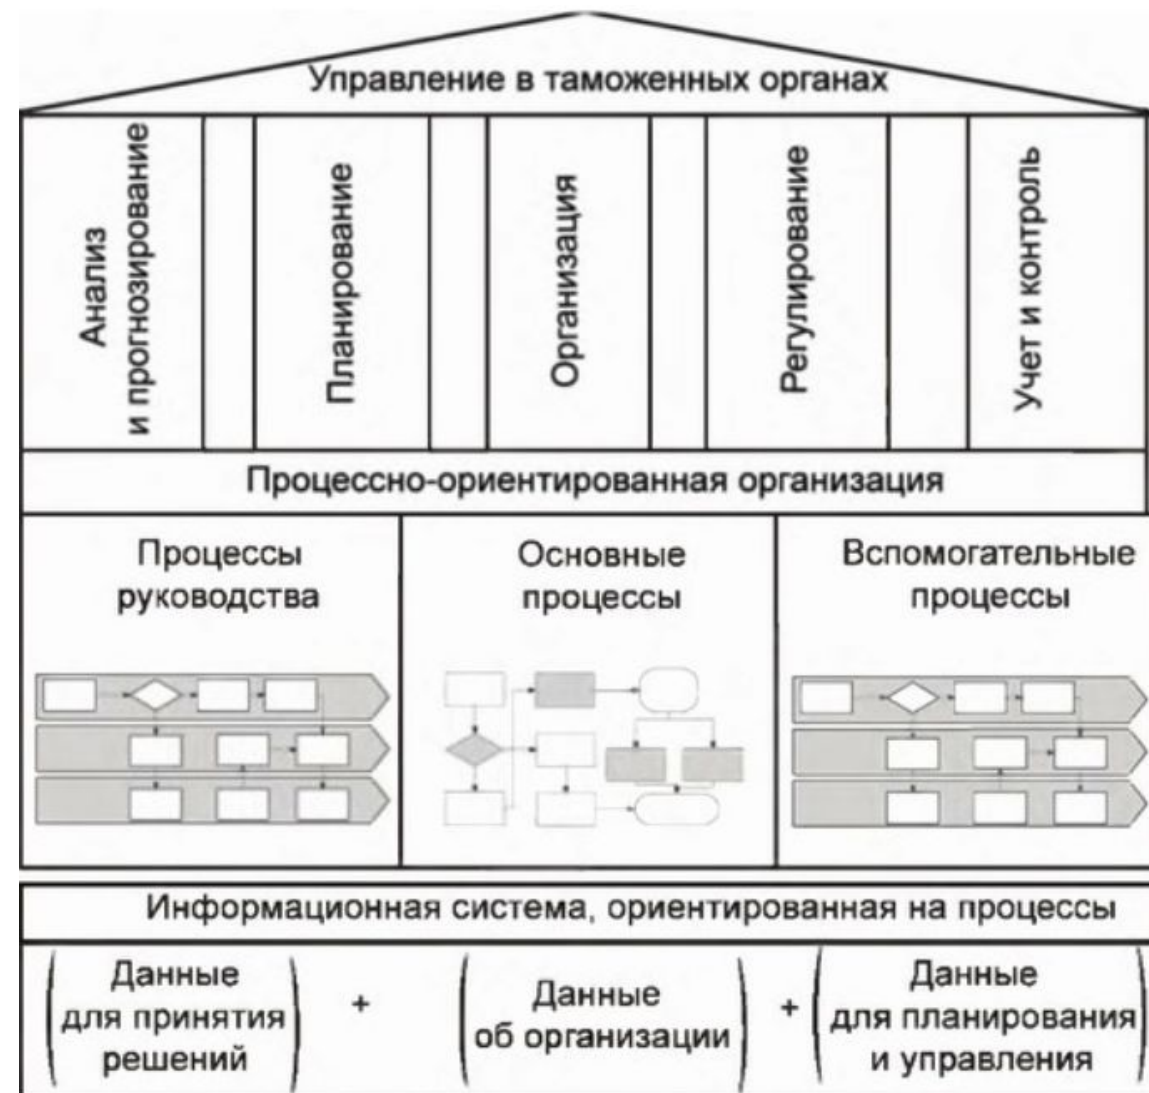 Управление в таможенных органах
Анализ
и прогнозирование
Планирование
Организация
Регулирование
Учет и контроль
Процессно-ориентированная организация
Процессы
руководства
Основные
процессы
Вспомогательные
процессы
Информационная система, ориентированная на процессы
Данные
для принятия
решений
+
Данные
об организации
+
Данные
для планирования
и управления